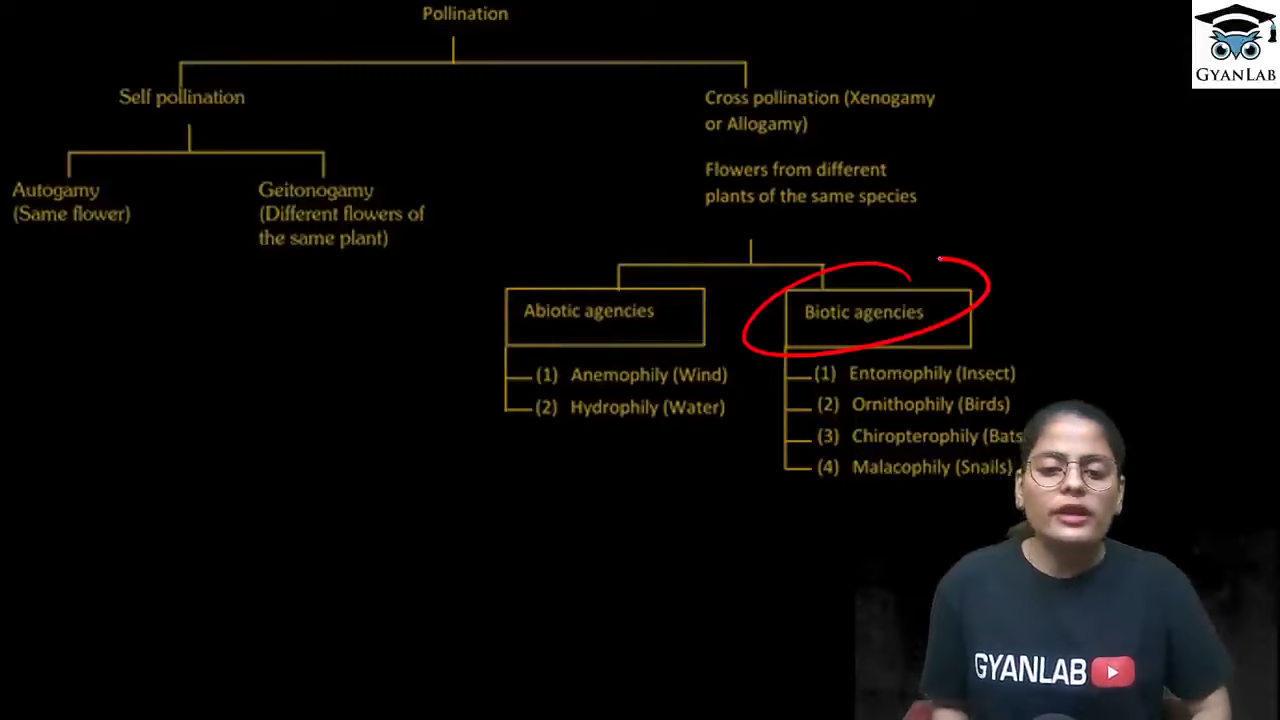 Pollination
GYANLAB
Self pollination
Cross pollination (Xenogamy
or Allogamy)
Flowers from different
plants of the same species
Autogamy
(Same flower)
Geitonogamy
(Different flowers of
the same plant)
Abiotic agencies
(1) Anemophily (Wind)
(2) Hydrophily (Water)
Biotic agencies
(1) Entomophily (Insect)
(2) Ornithophily (Birds)
(3) Chiropterophily (Bats
(4) Malacophily (Snails)
GYANLAB